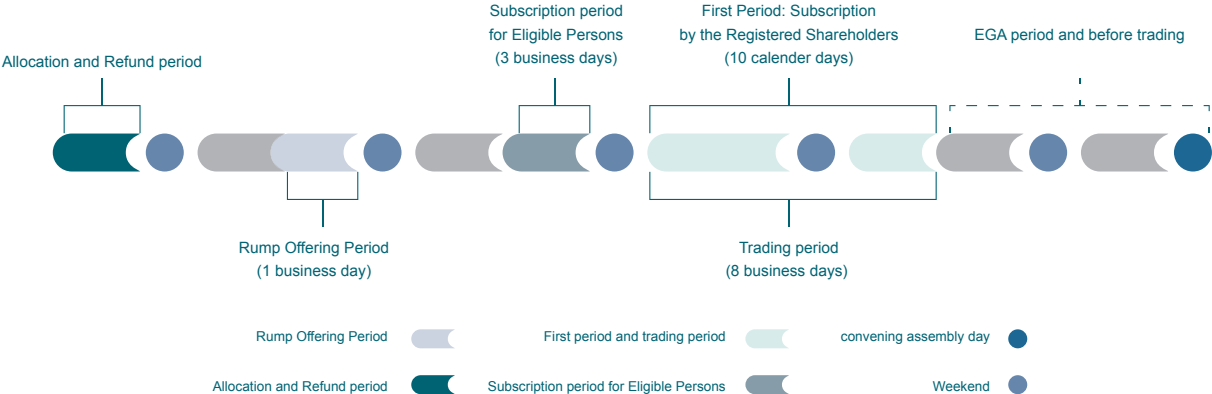 Allocation and Refund period
Subscription period
for Eligible Persons
(3 business days)
First Period: Subscription
by the Registered Shareholders
(10 calender days)
EGA period and before trading
Rump Offering Period
(1 business day)
Trading period
(8 business days)
Rump Offering Period
First period and trading period
convening assembly day
Allocation and Refund period
Subscription period for Eligible Persons
Weekend